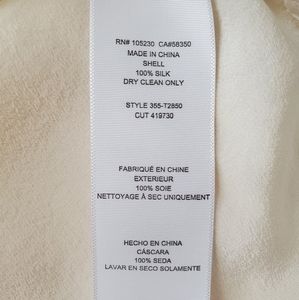 RN# 105230 CA#58350
MADE IN CHINA
SHELL
100% SILK
DRY CLEAN ONLY
STYLE 355-T2850
CUT 419730
FABRIQUÉ EN CHINE
EXTERIEUR
100% SOIE
NETTOYAGE À SEC UNIQUEMENT
HECHO EN CHINA
CÁSCARA
100% SEDA
LAVAR EN SECO SOLAMENTE